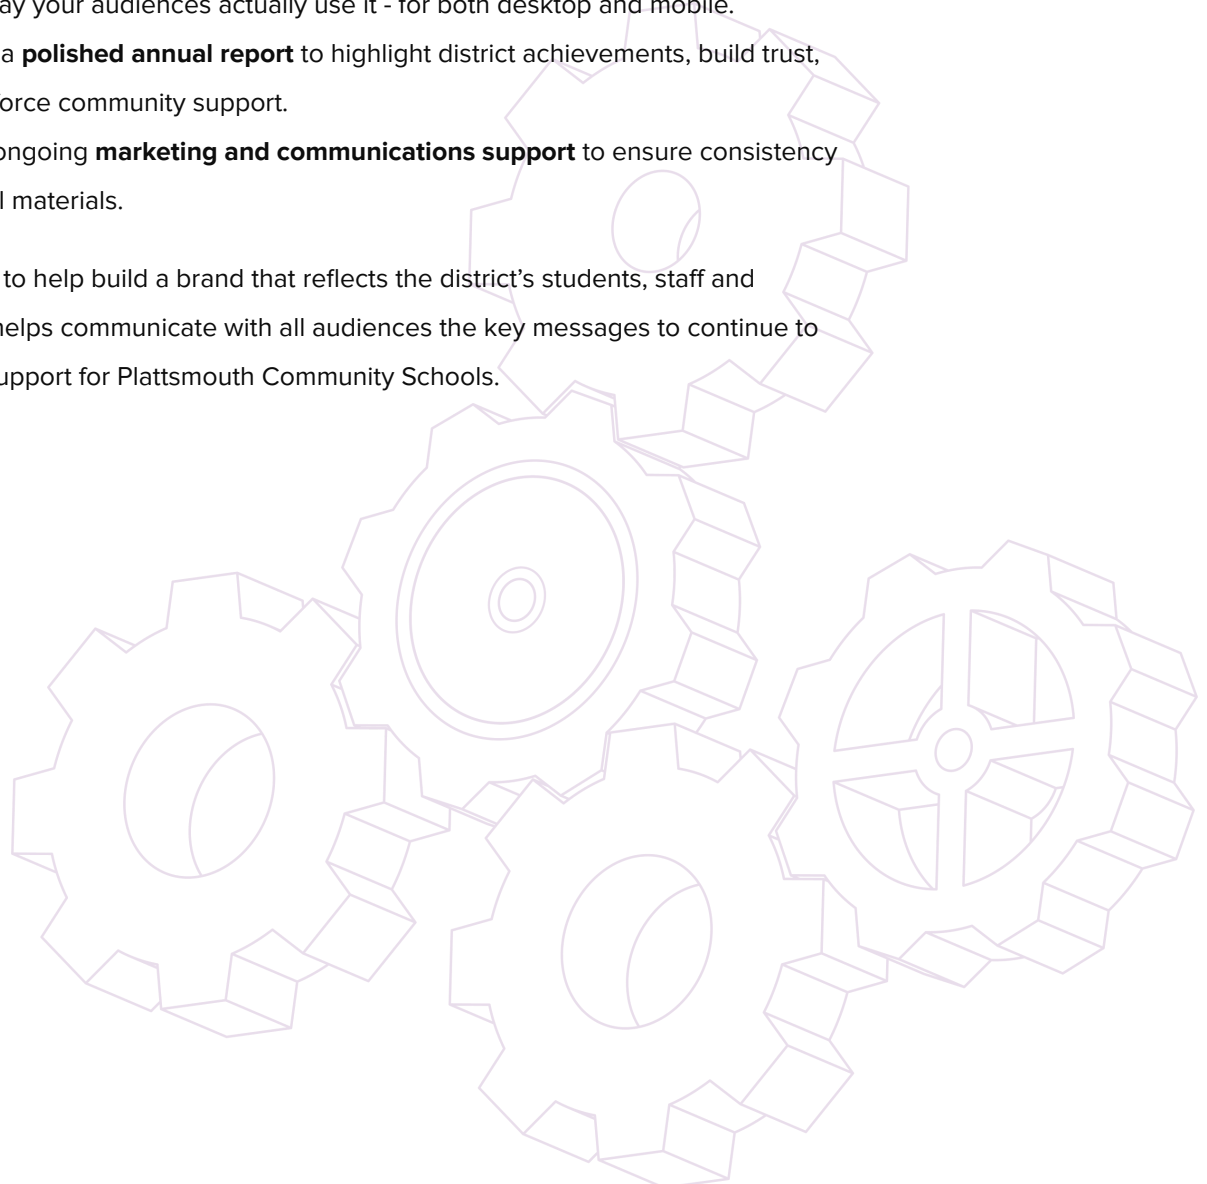 ay your audiences actually use it - for both desktop and mobile.
a polished annual report to highlight district achievements, build trust,
force community support.
ongoing marketing and communications support to ensure consistency
l materials.
to help build a brand that reflects the district's students, staff and
helps communicate with all audiences the key messages to continue to
upport for Plattsmouth Community Schools.